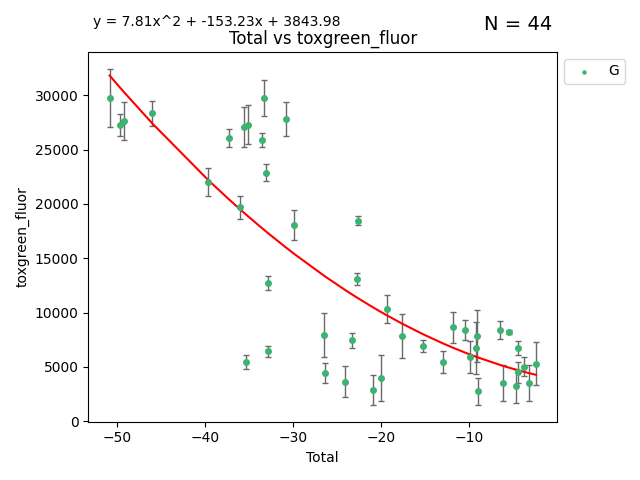 y = 7.81x^2 + -153.23x + 3843.98
N = 44
Total vs toxgreen_fluor
G
30000
25000
20000
15000
10000
5000
0
toxgreen_fluor
−50 −40 −30 −20 −10
Total